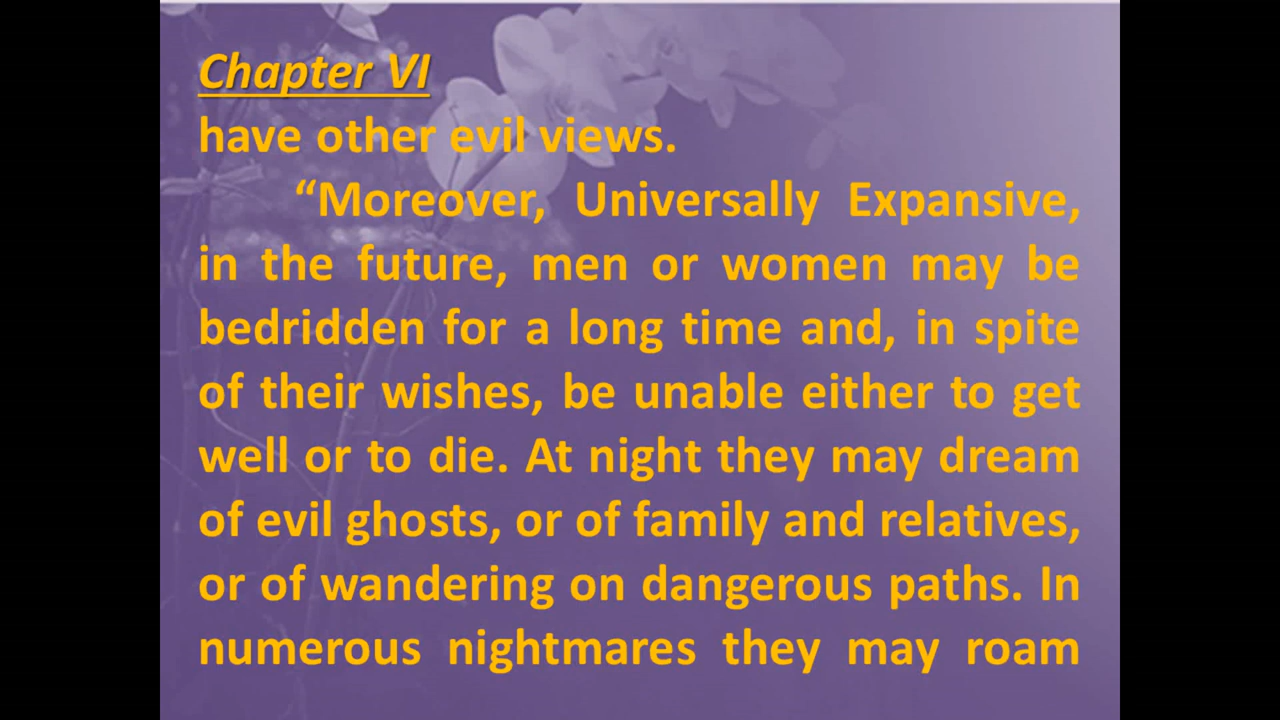 Chapter VI
have other evil views.
“Moreover, Universally Expansive,
in the future, men or women may be
bedridden for a long time and, in spite
of their wishes, be unable either to get
well or to die. At night they may dream
of evil ghosts, or of family and relatives,
or of wandering on dangerous paths. In
numerous nightmares they may roam